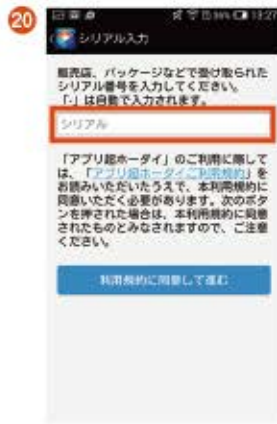 20
13:27
シリアル入力
販売店、パッケージなどで受け取られた
シリアル番号を入力してください。
「-」は自動で入力されます。
シリアル
「アプリ超ホーダイ」のご利用に際して
は、「アプリ超ホーダイご利用規約」を
お読みいただいたうえで、本利用規約に
同意いただく必要があります。次のボタ
ンを押された場合は、本利用規約に同意
されたものとみなされますので、ご注意
ください。
利用規約に同意して進む